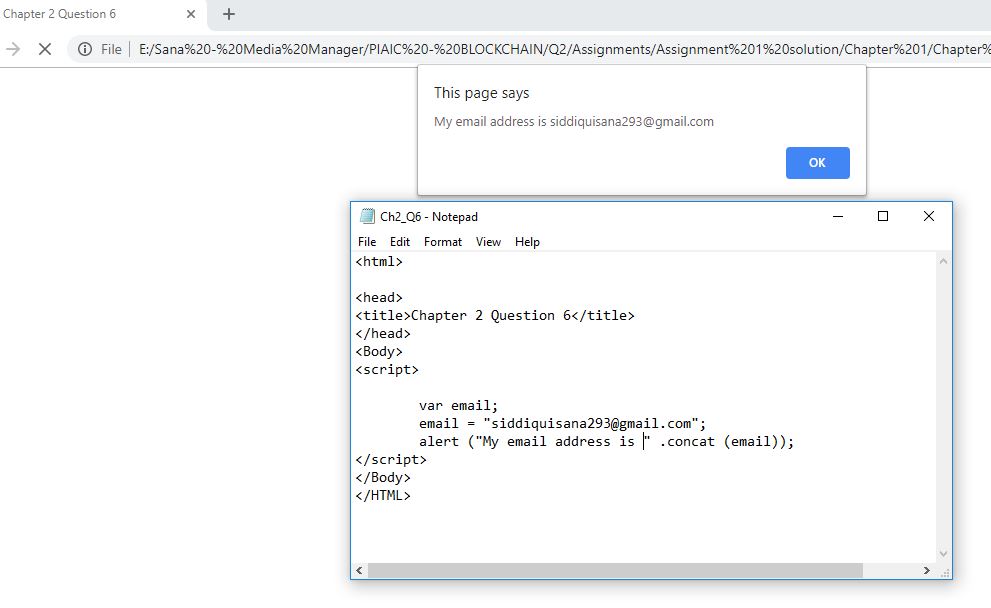 Chapter 2 Question 6
File E:/Sana%20-%20Media%20Manager/PIAIC%20-%20BLOCKCHAIN/Q2/Assignments/Assignment%201%20solution/Chapter%201/Chapter%
This page says
My email address is siddiquisana293@gmail.com
OK
Ch2_Q6 - Notepad
File Edit Format View Help
<html>
<head>
<title>Chapter 2 Question 6</title>
</head>
<Body>
<script>
var email;
email = "siddiquisana293@gmail.com";
alert ("My email address is " .concat (email));
</script>
</Body>
</HTML>